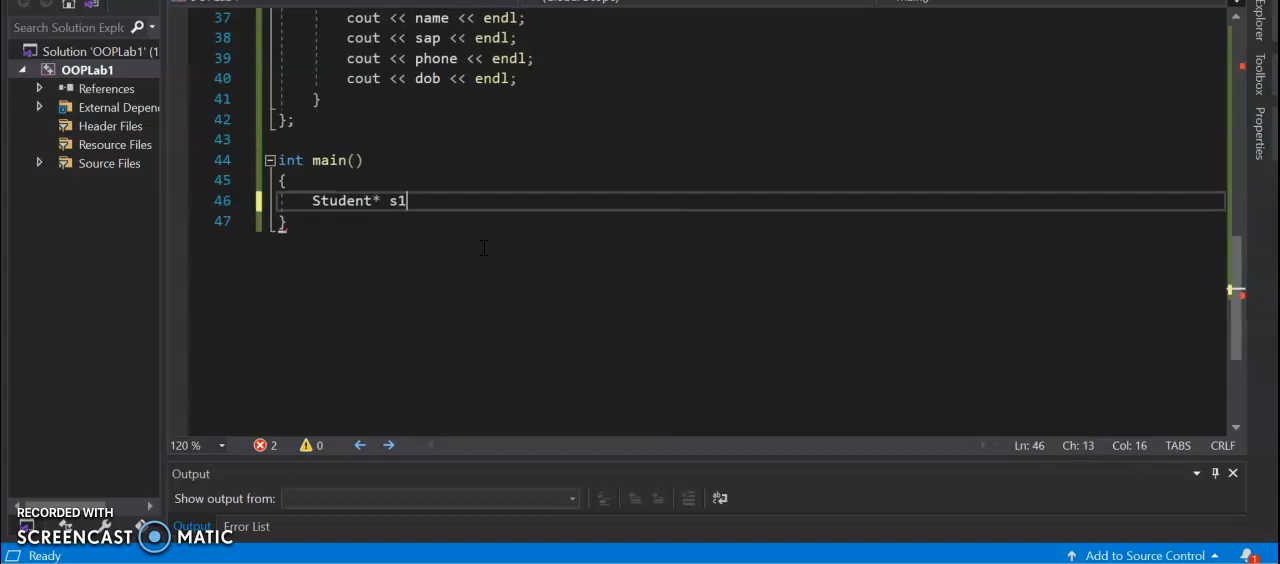 Search Solution Explc
Solution 'OOPLab1' (1
OOPLab1
References
External Depen
Header Files
Resource Files
Source Files
37 cout << name << endl;
38 cout << sap << endl;
39 cout << phone << endl;
40 cout << dob << endl;
41 }
42 };
43
44 int main()
45 {
46 Student* s1
47 }
120 % 2 0 Ln: 46 Ch: 13 Col: 16 TABS CRLF
Output
Show output from:
Output Error List
Explorer
Toolbox
Properties
RECORDED WITH
SCREENCAST MATIC
Ready Add to Source Control 1